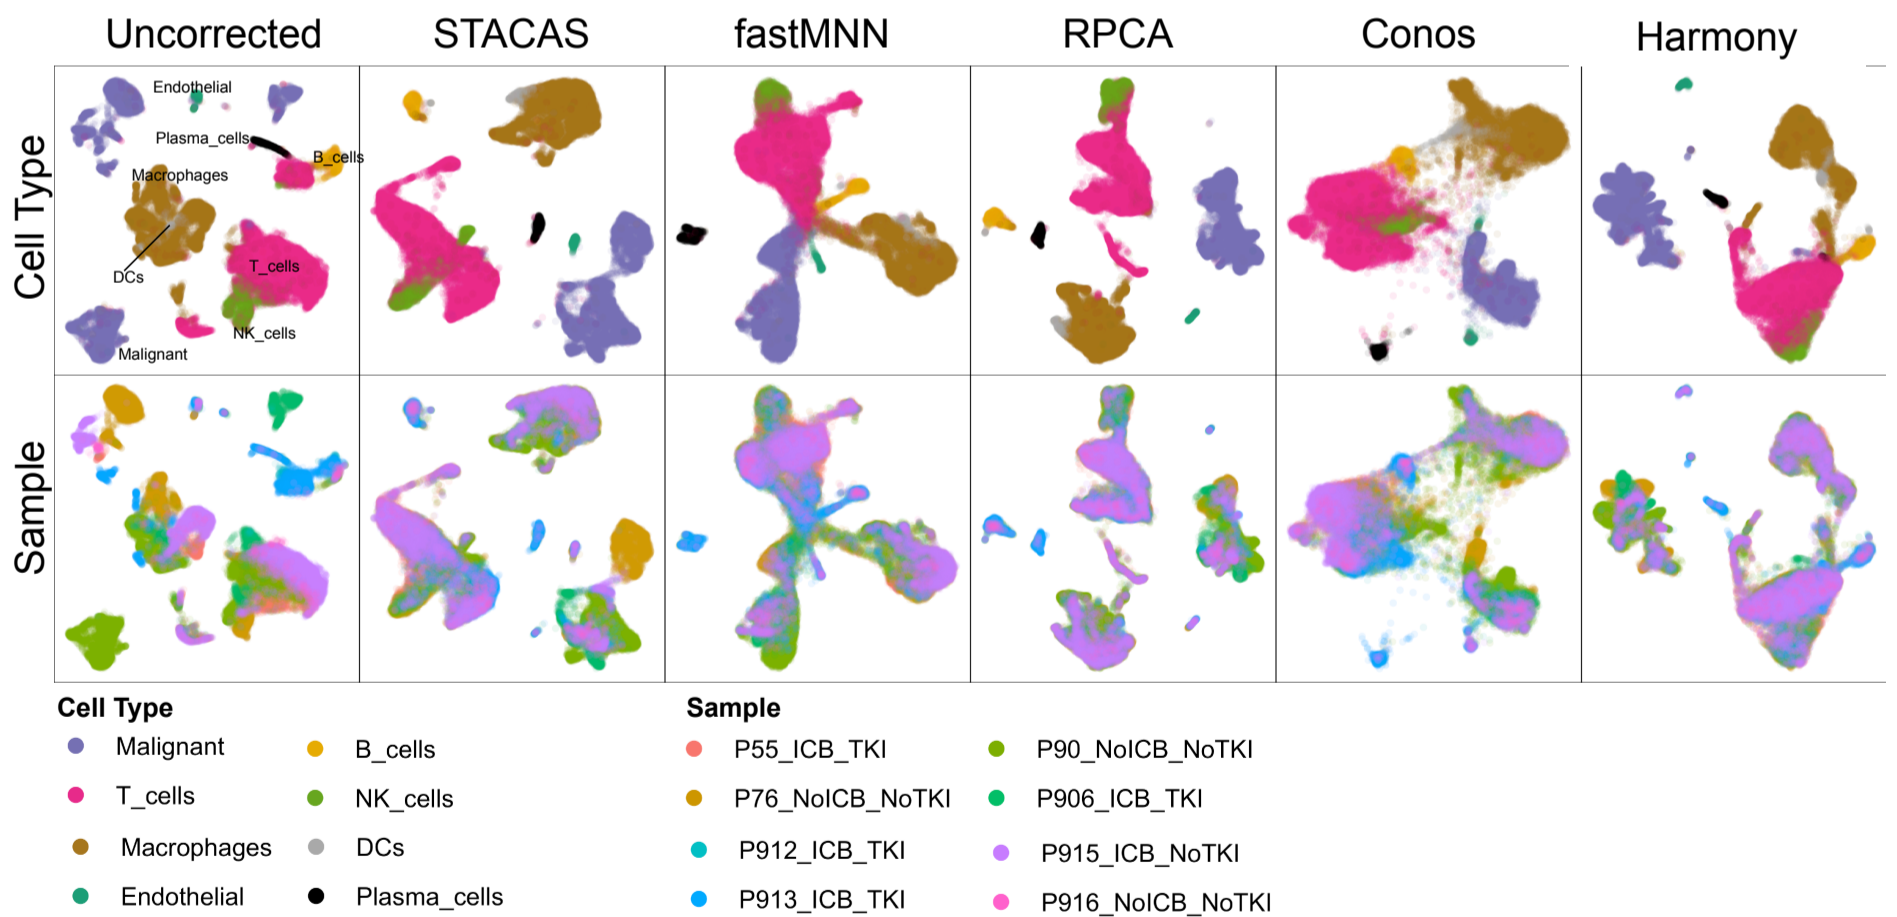 Uncorrected STACAS fastMNN RPCA Conos Harmony
Cell Type
Endothelial
Plasma_cells
B_cells
Macrophages
T_cells
DCs
NK_cells
Malignant
Sample
Cell Type
Malignant B_cells
T_cells NK_cells
Macrophages DCs
Endothelial Plasma_cells
Sample
P55_ICB_TKI P90_NoICB_NoTKI
P76_NoICB_NoTKI P906_ICB_TKI
P912_ICB_TKI P915_ICB_NoTKI
P913_ICB_TKI P916_NoICB_NoTKI